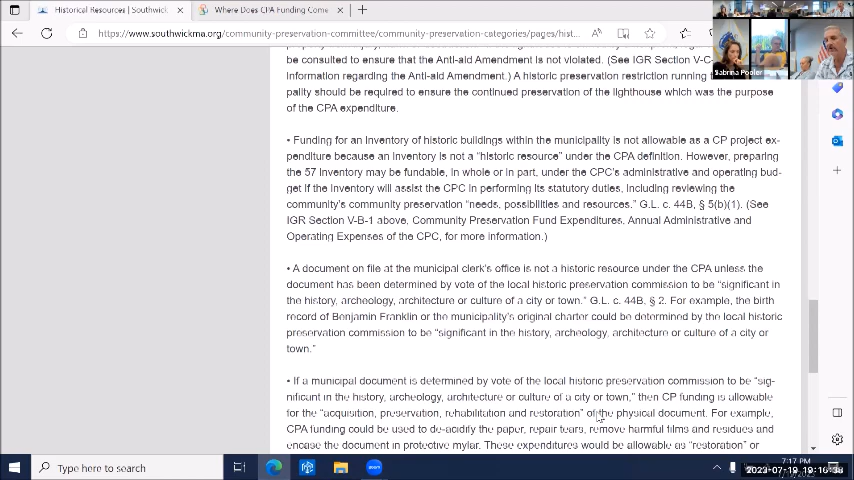 Historical Resources | Southwick
Where Does CPA Funding Come
https://www.southwickma.org/community-preservation-committee/community-preservation-categories/pages/hist...
Sabrina Pooler
be consulted to ensure that the Anti-aid Amendment is not violated. (See IGR Section V-C-
information regarding the Anti-aid Amendment.) A historic preservation restriction running
pality should be required to ensure the continued preservation of the lighthouse which was the purpose
of the CPA expenditure.
• Funding for an inventory of historic buildings within the municipality is not allowable as a CP project ex-
penditure because an inventory is not a “historic resource” under the CPA definition. However, preparing
the 57 inventory may be fundable, in whole or in part, under the CPC’s administrative and operating bud-
get if the inventory will assist the CPC in performing its statutory duties, including reviewing the
community’s community preservation “needs, possibilities and resources.” G.L. c. 44B, § 5(b)(1). (See
IGR Section V-B-1 above, Community Preservation Fund Expenditures, Annual Administrative and
Operating Expenses of the CPC, for more information.)
• A document on file at the municipal clerk’s office is not a historic resource under the CPA unless the
document has been determined by vote of the local historic preservation commission to be “significant in
the history, archeology, architecture or culture of a city or town.” G.L. c. 44B, § 2. For example, the birth
record of Benjamin Franklin or the municipality’s original charter could be determined by the local historic
preservation commission to be “significant in the history, archeology, architecture or culture of a city or
town.”
• If a municipal document is determined by vote of the local historic preservation commission to be “sig-
nificant in the history, archeology, architecture or culture of a city or town,” then CP funding is allowable
for the “acquisition, preservation, rehabilitation and restoration” of the physical document. For example,
CPA funding could be used to de-acidify the paper, repair tears, remove harmful films and residues and
encase the document in protective mylar. These expenditures would be allowable as “restoration” or
Type here to search
7:17 PM
2023-07-19 19:16:38